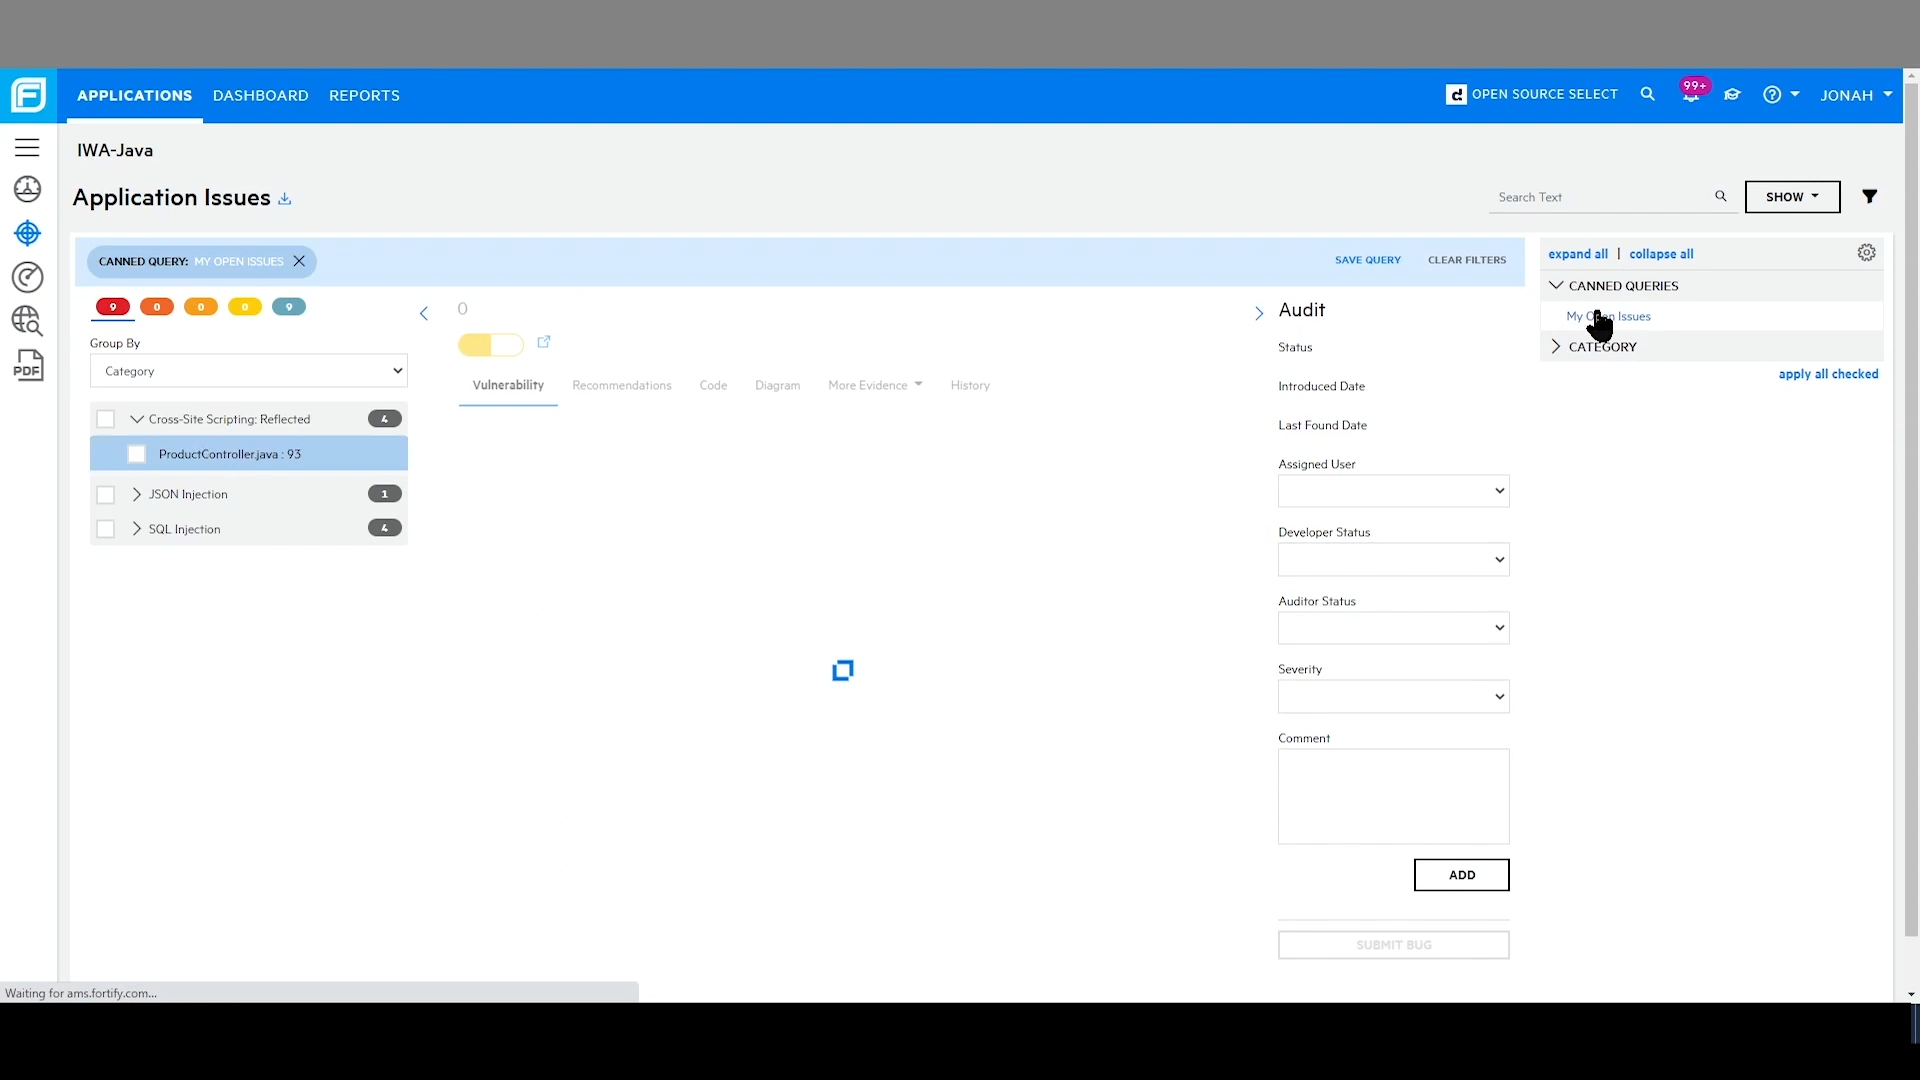 APPLICATIONS DASHBOARD REPORTS
d OPEN SOURCE SELECT 99+ JONAH
IWA-Java
Application Issues
Search Text SHOW
CANNED QUERY: MY OPEN ISSUES SAVE QUERY CLEAR FILTERS
expand all | collapse all
CANNED QUERIES
My Open Issues
CATEGORY
apply all checked
9 0 0 0 9
Group By
Category
Cross-Site Scripting: Reflected 4
ProductController.java : 93
JSON Injection 1
SQL Injection 4
PDF
0
Vulnerability Recommendations Code Diagram More Evidence History
Audit
Status
Introduced Date
Last Found Date
Assigned User
Developer Status
Auditor Status
Severity
Comment
ADD
SUBMIT BUG
Waiting for ams.fortify.com...